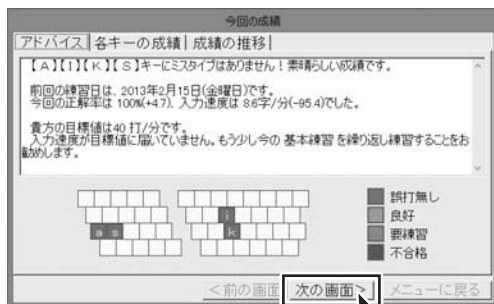 今回の成績
アドバイス 各キーの成績 成績の推移
【A】【I】【K】【S】キーにミスタイプはありません！素晴らしい成績です。
前回の練習日は、2013年2月15日(金曜日)です。
今回の正解率は 100%(+4.7)、入力速度は 8.6字/分(-95.4)でした。
貴方の目標値は40 打/分です。
入力速度が目標値に届いていません。もう少し今の 基本練習 を繰り返し練習することをお
勧めします。
誤打無し
i
良好
a s k
要練習
不合格
<前の画面 次の画面> メニューに戻る